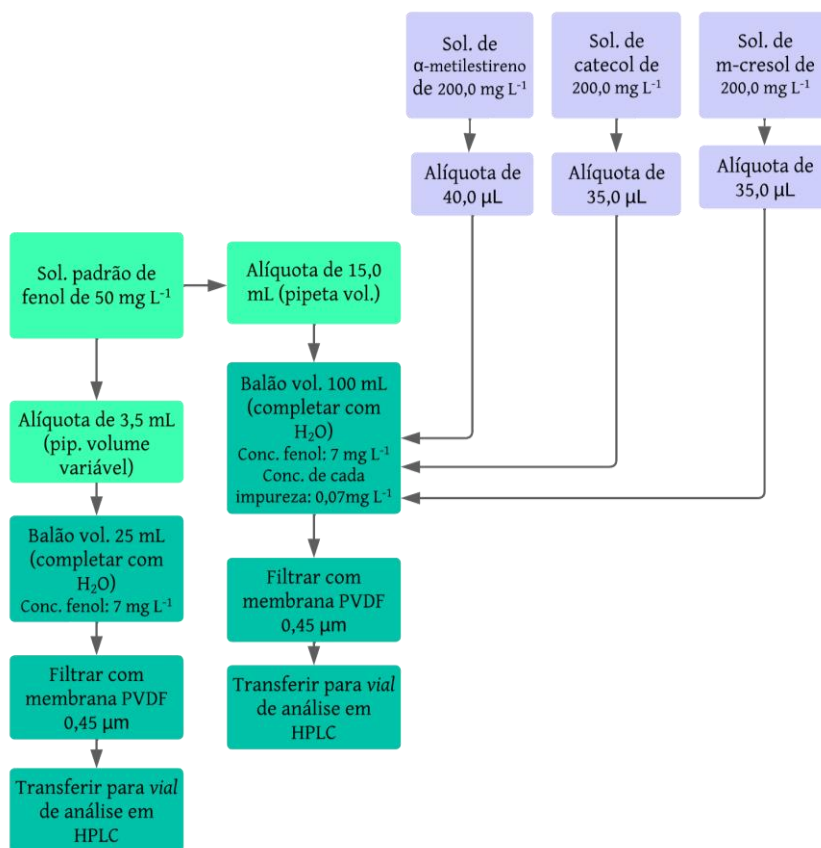 Sol. de
α-metilestireno
de 200,0 mg L⁻¹
Sol. de
catecol de
200,0 mg L⁻¹
Sol. de
m-cresol de
200,0 mg L⁻¹
Alíquota de
40,0 µL
Alíquota de
35,0 µL
Alíquota de
35,0 µL
Sol. padrão de
fenol de 50 mg L⁻¹
Alíquota de 15,0
mL (pipeta vol.)
Alíquota de 3,5 mL
(pip. volume
variável)
Balão vol. 100 mL
(completar com
H₂O)
Conc. fenol: 7 mg L⁻¹
Conc. de cada
impureza: 0,07mg L⁻¹
Balão vol. 25 mL
(completar com
H₂O)
Conc. fenol: 7 mg L⁻¹
Filtrar com
membrana PVDF
0,45 µm
Filtrar com
membrana PVDF
0,45 µm
Transferir para vial
de análise em
HPLC
Transferir para vial
de análise em
HPLC